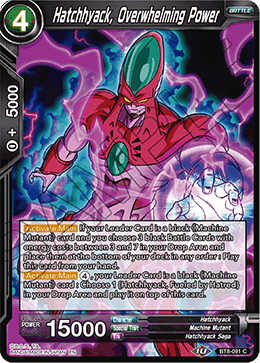 4
Hatchhyack, Overwhelming Power
BATTLE
+ 5000
Activate:Main If your Leader Card is a black 《Machine
Mutant》 card and you choose 3 black Battle Cards with
energy costs between 3 and 7 in your Drop Area and
place them at the bottom of your deck in any order : Play
this card from your hand.
Activate:Main 4, your Leader Card is a black 《Machine
Mutant》 card : Choose 1 {Hatchhyack, Fueled by Hatred}
in your Drop Area and play it on top of this card.
POWER
15000
Character
Hatchhyack
Special Trait
Machine Mutant
Era
Hatchhyack Saga
BT8-091 C